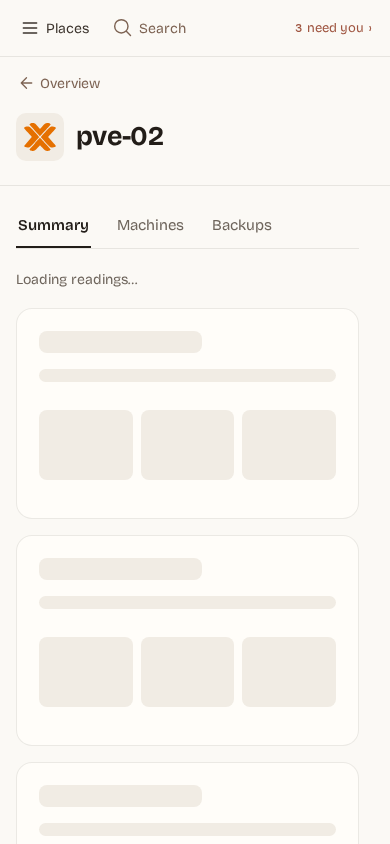 Places
Search
3 need you ›
← Overview
pve-02
Summary
Machines
Backups
Loading readings…